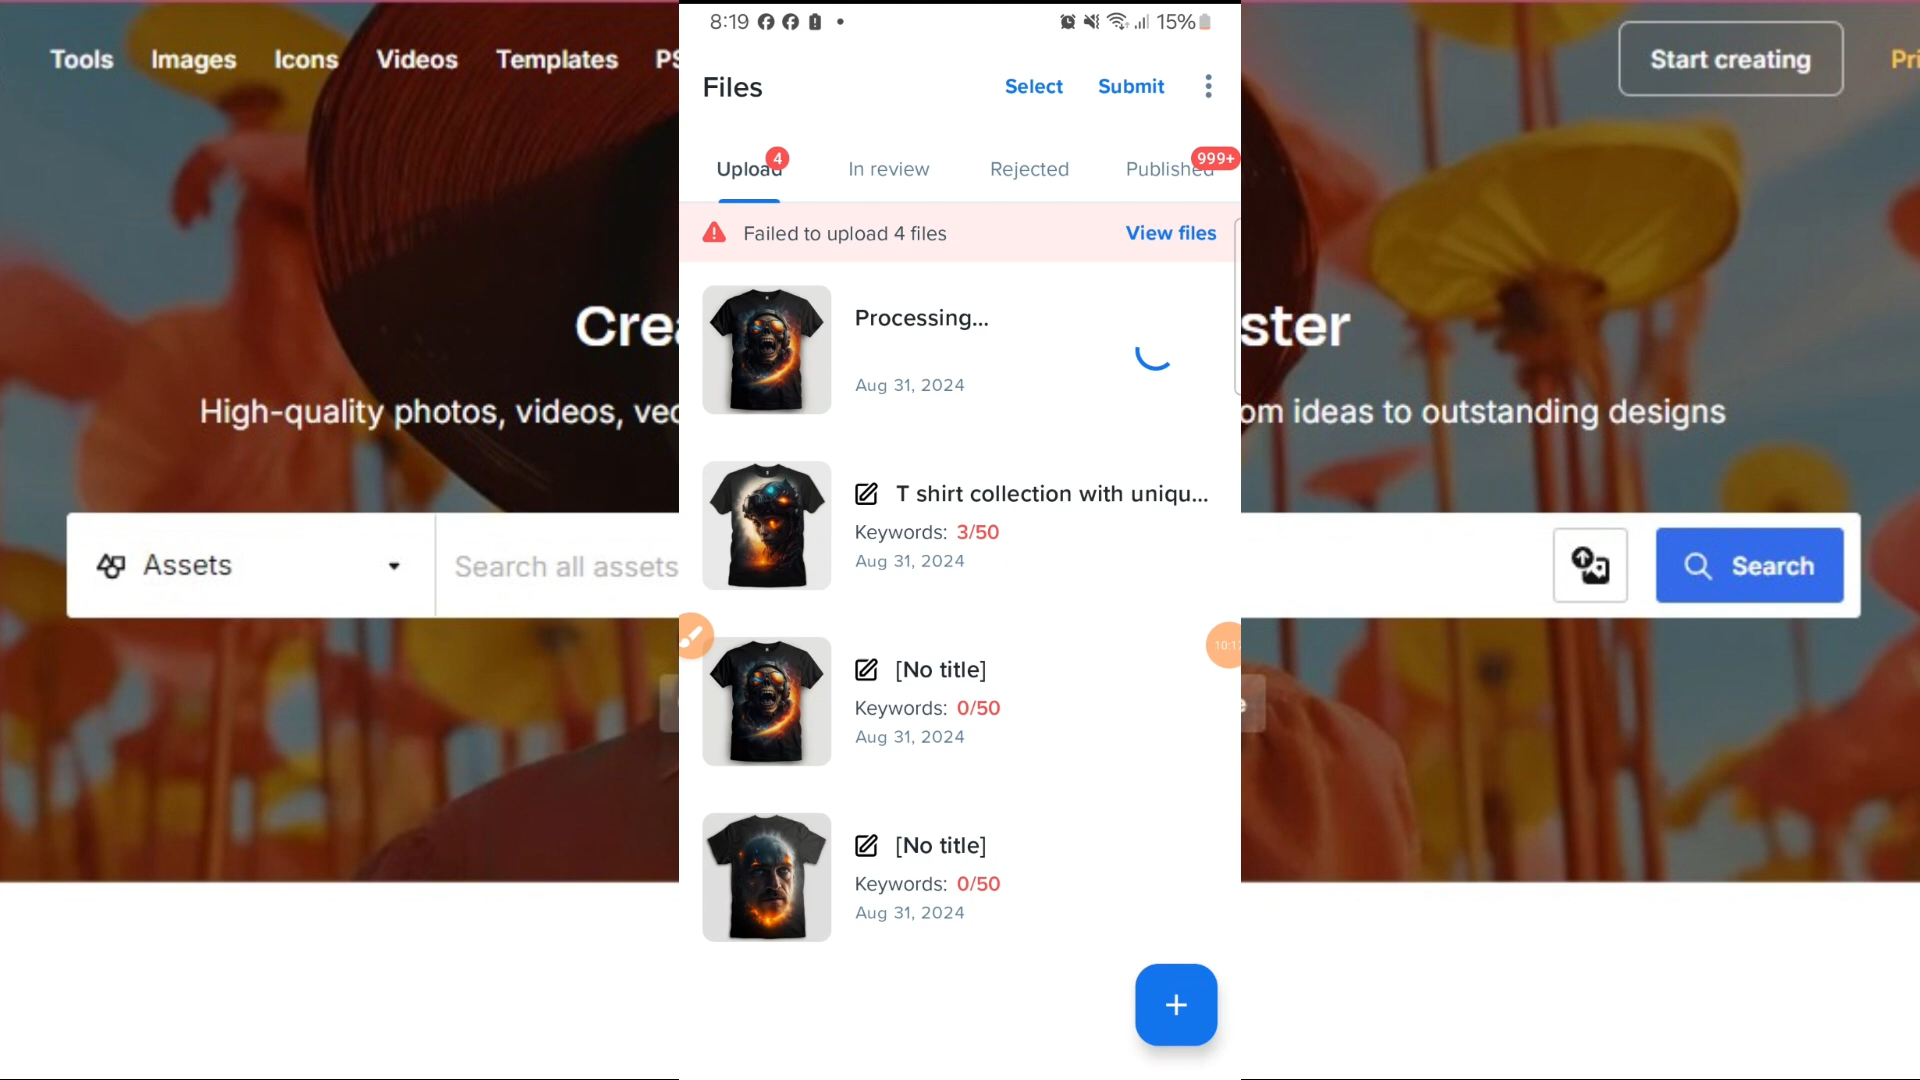 8:19
15%
Tools Images Icons Videos Templates
Start creating
Files Select Submit
Upload 4 In review Rejected Published 999+
Failed to upload 4 files View files
Processing...
Aug 31, 2024
ster
High-quality photos, videos,
ideas to outstanding designs
T shirt collection with uniqu...
Keywords: 3/50
Aug 31, 2024
Assets Search all assets
Search
[No title]
Keywords: 0/50
Aug 31, 2024
[No title]
Keywords: 0/50
Aug 31, 2024
+